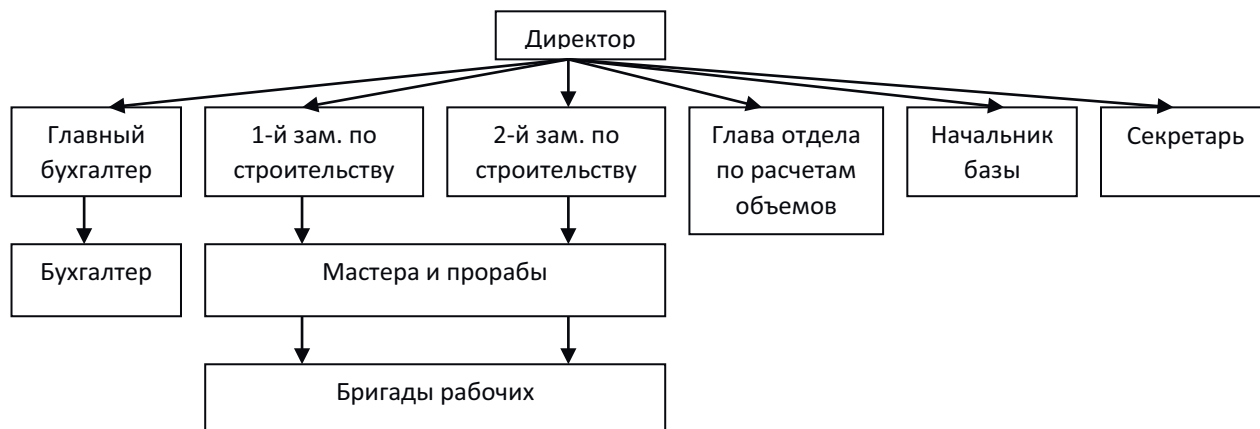 Директор
Главный
бухгалтер
1-й зам. по
строительству
2-й зам. по
строительству
Глава отдела
по расчетам
объемов
Начальник
базы
Секретарь
Бухгалтер
Мастера и прорабы
Бригады рабочих